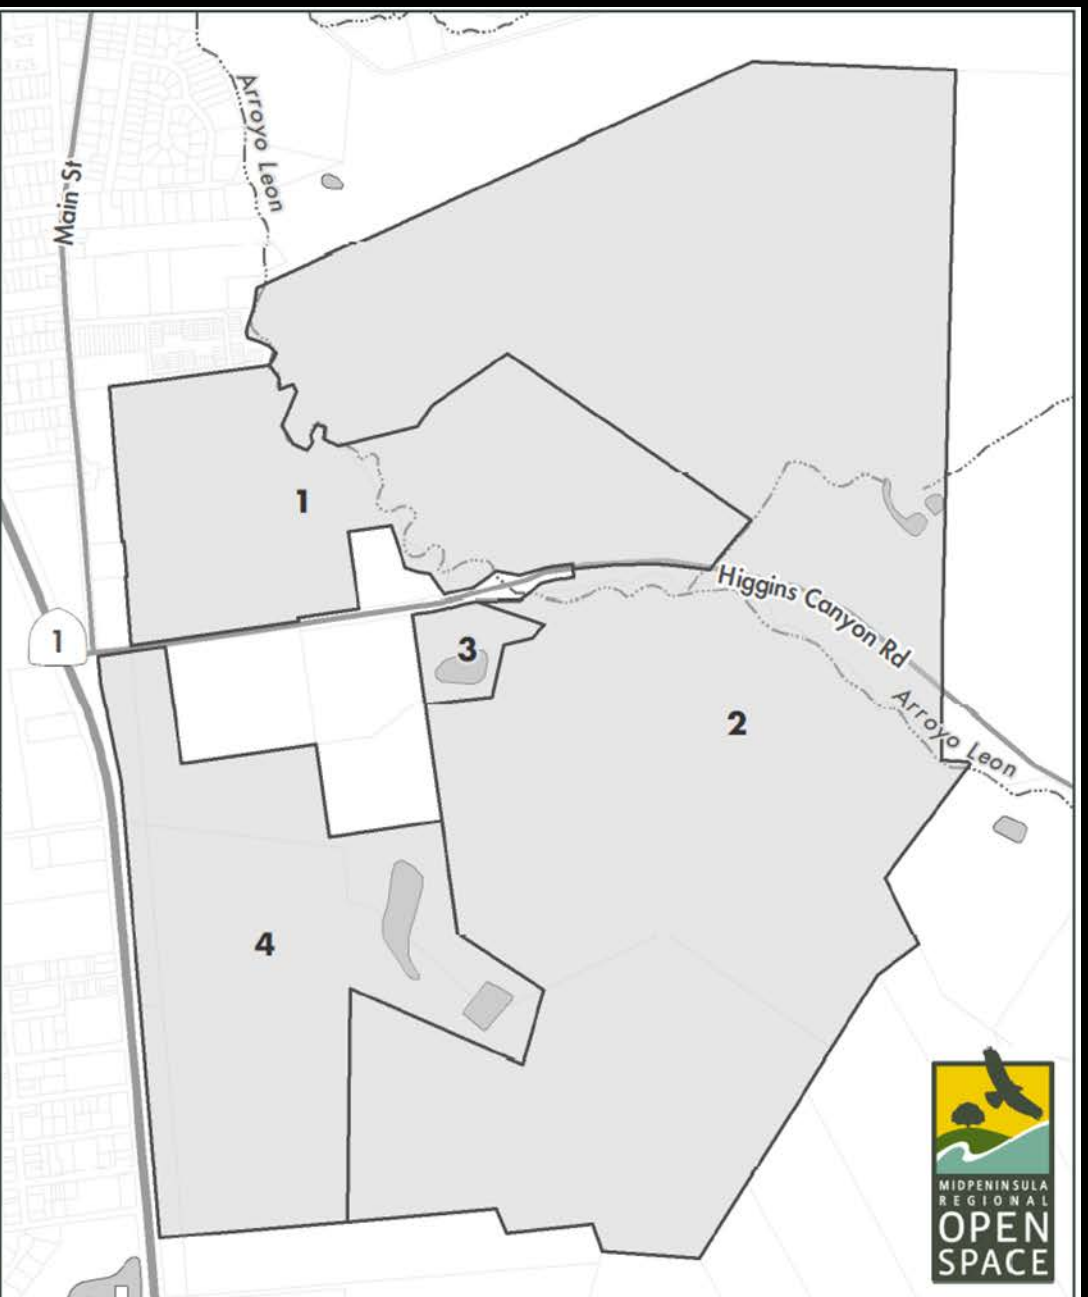 Arroyo Leon
Main St
1
Higgins Canyon Rd
1
3
2
Arroyo Leon
4
MIDPENINSULA
REGIONAL
OPEN
SPACE